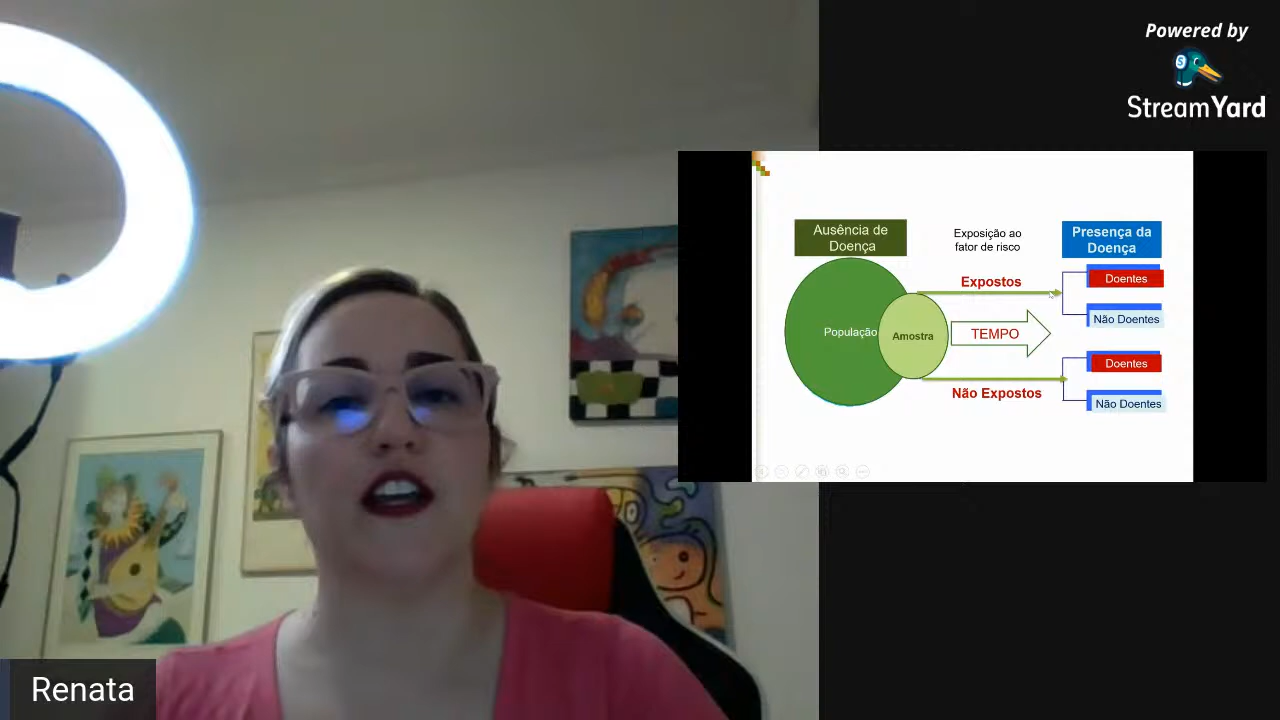 Powered by
StreamYard
Ausência de
Doença
Exposição ao
fator de risco
Presença da
Doença
Expostos
Doentes
Não Doentes
População
Amostra
TEMPO
Doentes
Não Expostos
Não Doentes
Renata